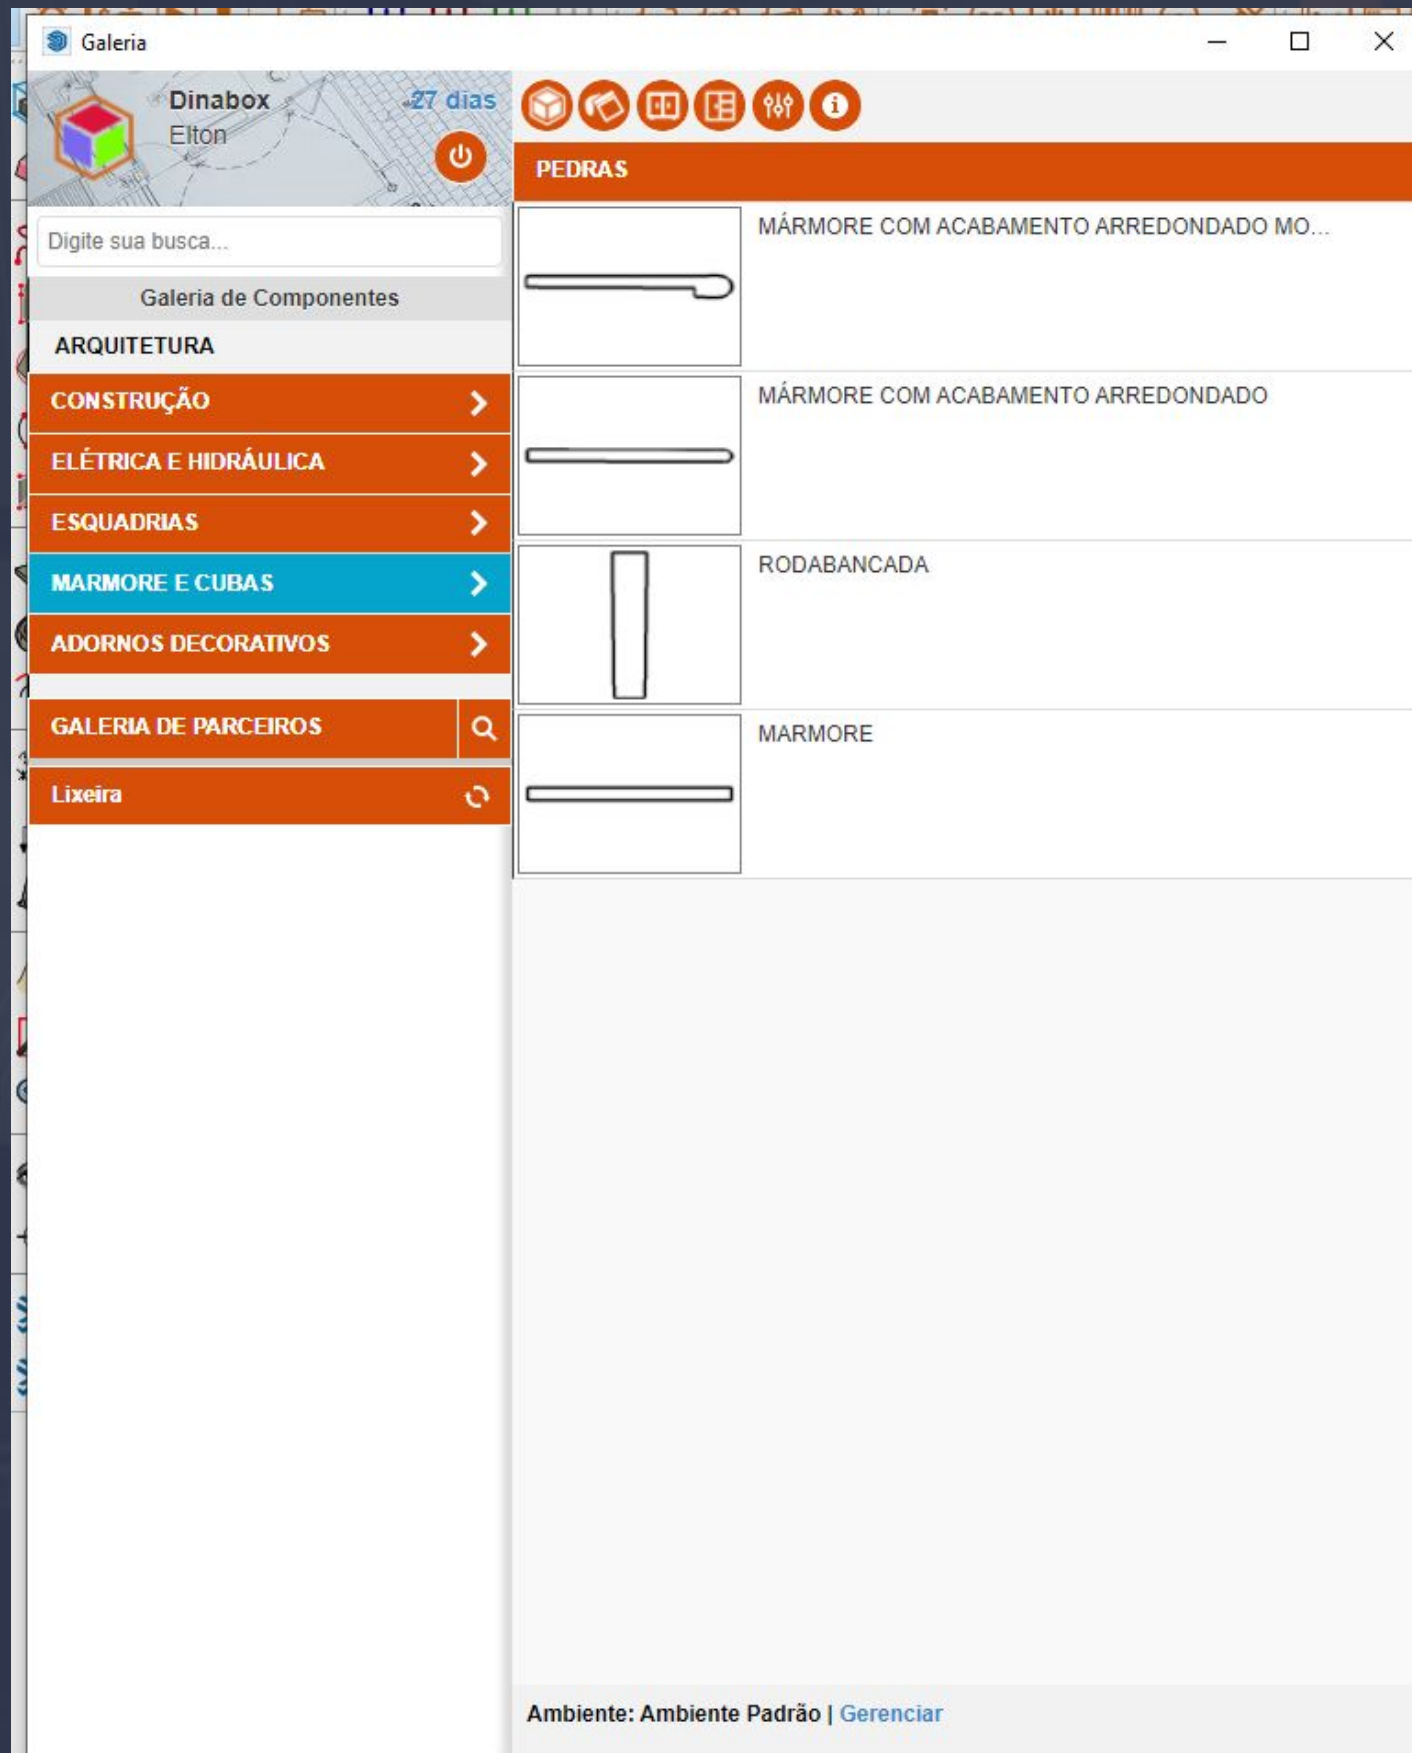 Galeria
Dinabox
27 dias
Elton
Digite sua busca...
Galeria de Componentes
ARQUITETURA
CONSTRUÇÃO
ELÉTRICA E HIDRÁULICA
ESQUADRIAS
MARMORE E CUBAS
ADORNOS DECORATIVOS
GALERIA DE PARCEIROS
Lixeira
PEDRAS
MÁRMORE COM ACABAMENTO ARREDONDADO MO...
MÁRMORE COM ACABAMENTO ARREDONDADO
RODABANCADA
MARMORE
Ambiente: Ambiente Padrão | Gerenciar